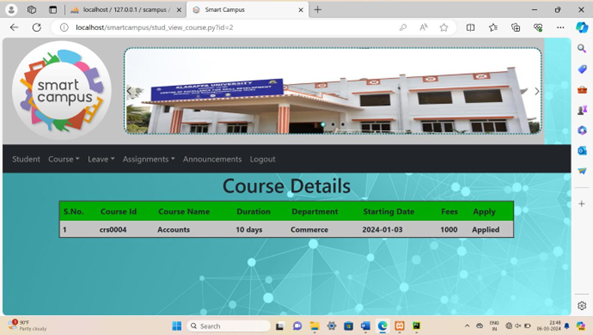 localhost / 127.0.0.1 / scampus /
Smart Campus
localhost/smartcampus/stud_view_course.py?id=2
smart
campus
ALAGAPPA UNIVERSITY
Student Course Leave Assignments Announcements Logout
Course Details
S.No. Course Id Course Name Duration Department Starting Date Fees Apply
1 crs0004 Accounts 10 days Commerce 2024-01-03 1000 Applied
90°F
Partly cloudy
Search
ENG
IN
22:48
06-05-2024